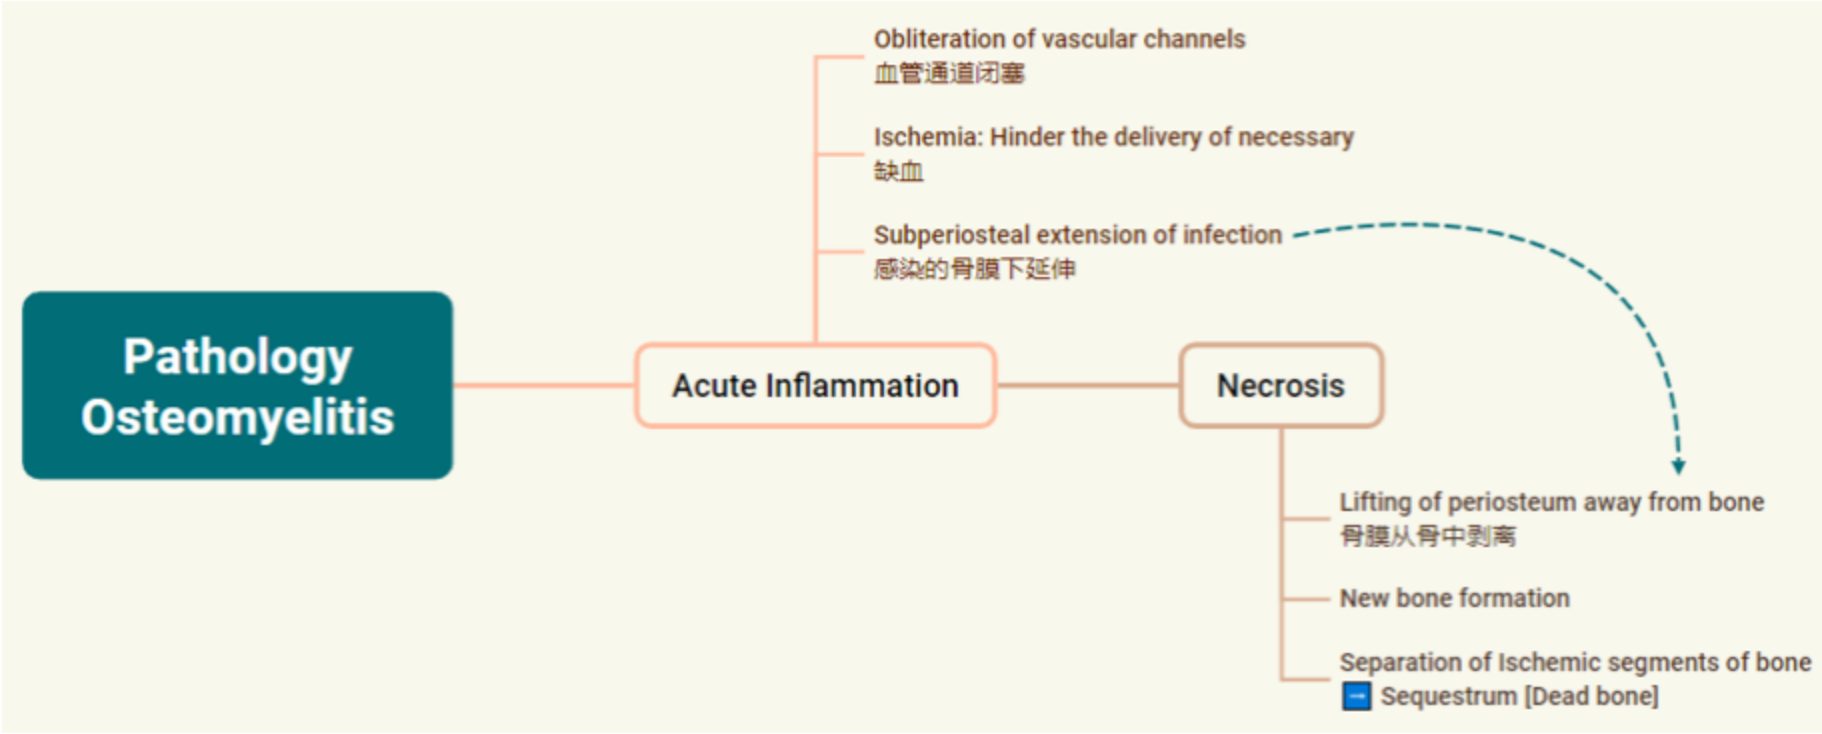 Obliteration of vascular channels
血管通道闭塞
Ischemia: Hinder the delivery of necessary
缺血
Subperiosteal extension of infection
感染的骨膜下延伸
Pathology
Osteomyelitis
Acute Inflammation
Necrosis
Lifting of periosteum away from bone
骨膜从骨中剥离
New bone formation
Separation of Ischemic segments of bone
➡ Sequestrum [Dead bone]